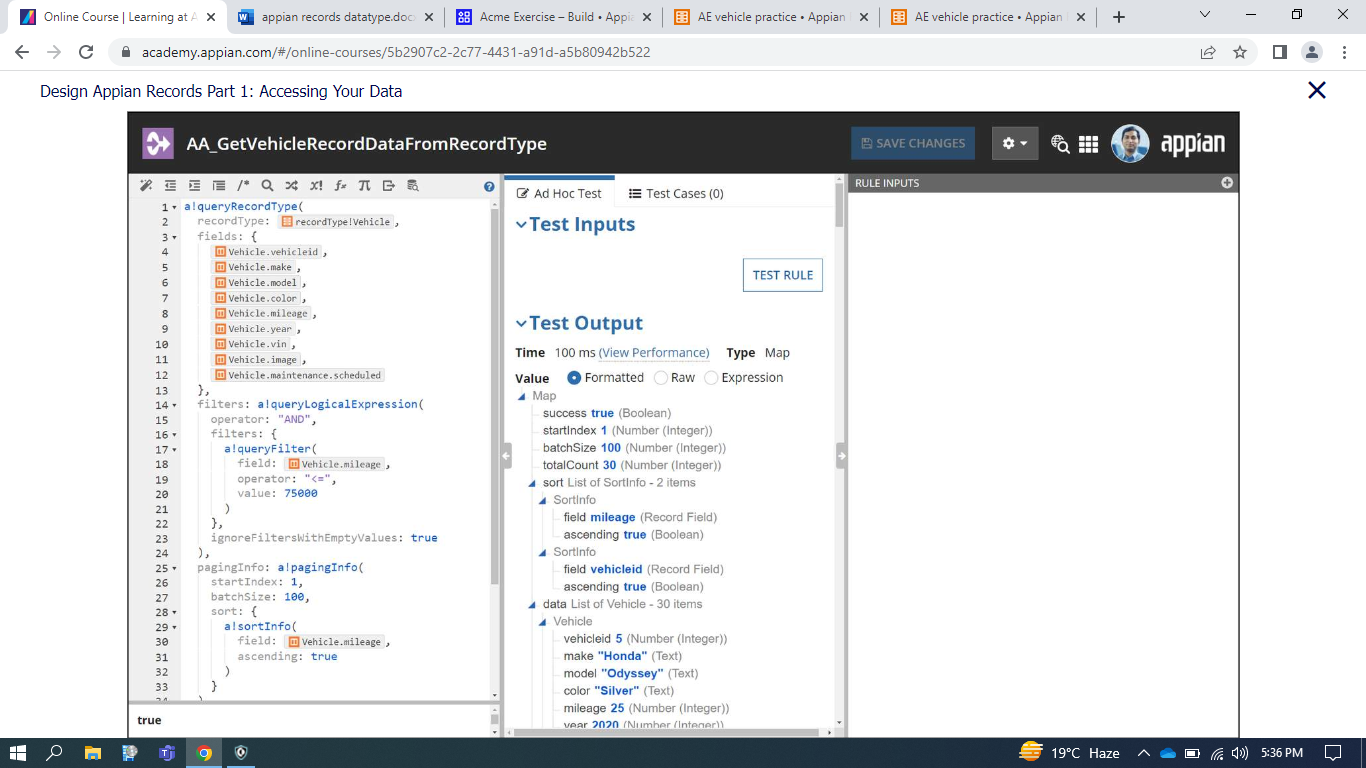 Online Course | Learning at A
appian records datatype.doc
Acme Exercise – Build • Appia
AE vehicle practice • Appian
AE vehicle practice • Appian
academy.appian.com/#/online-courses/5b2907c2-2c77-4431-a91d-a5b80942b522
Design Appian Records Part 1: Accessing Your Data
AA_GetVehicleRecordDataFromRecordType
SAVE CHANGES
appian
1 a!queryRecordType(
2 recordType: recordType!Vehicle,
3 fields: {
4 Vehicle.vehicleid,
5 Vehicle.make,
6 Vehicle.model,
7 Vehicle.color,
8 Vehicle.mileage,
9 Vehicle.year,
10 Vehicle.vin,
11 Vehicle.image,
12 Vehicle.maintenance.scheduled
13 },
14 filters: a!queryLogicalExpression(
15 operator: "AND",
16 filters: {
17 a!queryFilter(
18 field: Vehicle.mileage,
19 operator: "<=",
20 value: 75000
21 )
22 },
23 ignoreFiltersWithEmptyValues: true
24 ),
25 pagingInfo: a!pagingInfo(
26 startIndex: 1,
27 batchSize: 100,
28 sort: {
29 a!sortInfo(
30 field: Vehicle.mileage,
31 ascending: true
32 )
33 }
34 )
true
Ad Hoc Test
Test Cases (0)
Test Inputs
TEST RULE
Test Output
Time 100 ms (View Performance) Type Map
Value Formatted Raw Expression
Map
success true (Boolean)
startIndex 1 (Number (Integer))
batchSize 100 (Number (Integer))
totalCount 30 (Number (Integer))
sort List of SortInfo - 2 items
SortInfo
field mileage (Record Field)
ascending true (Boolean)
SortInfo
field vehicleid (Record Field)
ascending true (Boolean)
data List of Vehicle - 30 items
Vehicle
vehicleid 5 (Number (Integer))
make "Honda" (Text)
model "Odyssey" (Text)
color "Silver" (Text)
mileage 25 (Number (Integer))
year 2020 (Number (Integer))
RULE INPUTS
19°C Haze
5:36 PM